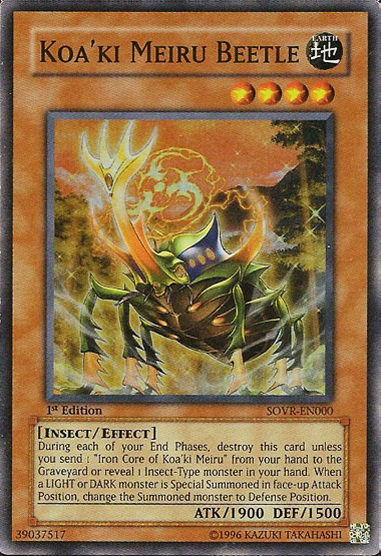 KOA'KI MEIRU BEETLE
EARTH
地
1st Edition
SOVR-EN000
[INSECT/EFFECT]
During each of your End Phases, destroy this card unless
you send 1 "Iron Core of Koa'ki Meiru" from your hand to the
Graveyard or reveal 1 Insect-Type monster in your hand. When
a LIGHT or DARK monster is Special Summoned in face-up Attack
Position, change the Summoned monster to Defense Position.
ATK/1900 DEF/1500
39037517
©1996 KAZUKI TAKAHASHI